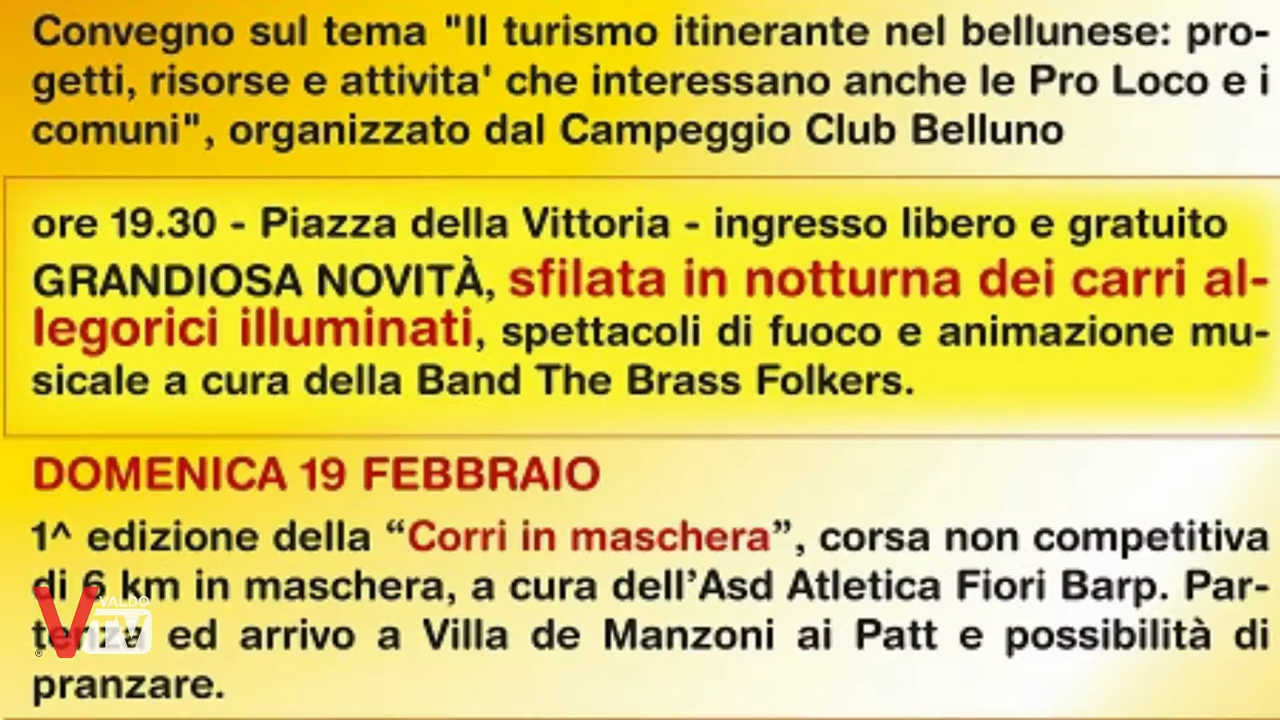 Convegno sul tema "Il turismo itinerante nel bellunese: pro-
getti, risorse e attivita' che interessano anche le Pro Loco e i
comuni", organizzato dal Campeggio Club Belluno
ore 19.30 - Piazza della Vittoria - ingresso libero e gratuito
GRANDIOSA NOVITÀ, sfilata in notturna dei carri al-
legorici illuminati, spettacoli di fuoco e animazione mu-
sicale a cura della Band The Brass Folkers.
DOMENICA 19 FEBBRAIO
1^ edizione della “Corri in maschera”, corsa non competitiva
di 6 km in maschera, a cura dell’Asd Atletica Fiori Barp. Par-
tenza ed arrivo a Villa de Manzoni ai Patt e possibilità di
pranzare.
VALDO
VTV
®